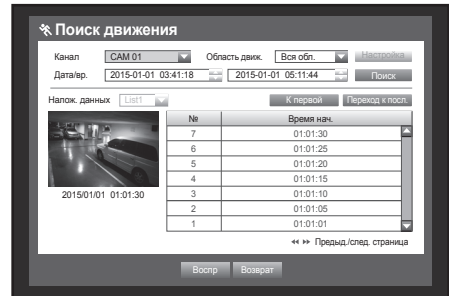 Поиск движения
Канал CAM 01 Область движ. Вся обл. Настройка
Дата/вр. 2015-01-01 03:41:18 2015-01-01 05:11:44 Поиск
Налож. данных List1 К первой Переход к посл.
№ Время нач.
7 01:01:30
6 01:01:25
5 01:01:20
4 01:01:15
3 01:01:10
2 01:01:05
1 01:01:01
2015/01/01 01:01:30
Предыд./след. страница
Воспр Возврат